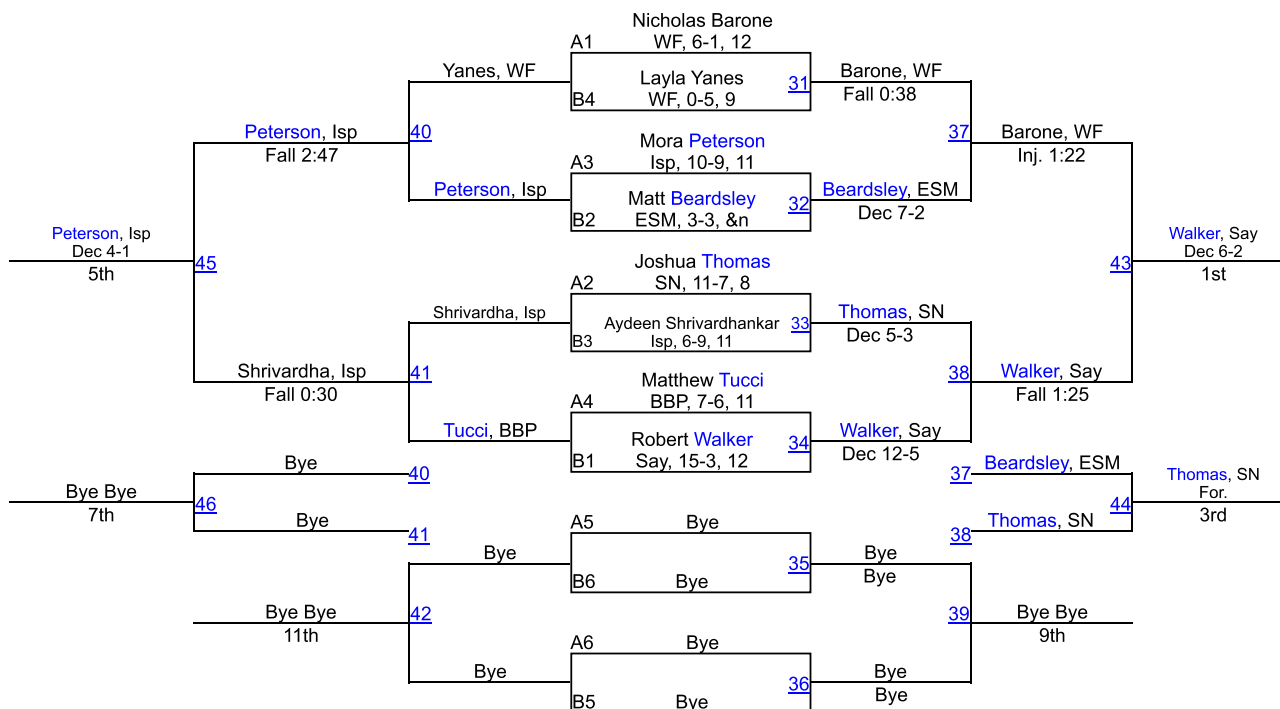 Nicholas Barone
A1
WF, 6-1, 12
Yanes, WF
Layla Yanes
31
Barone, WF
B4
WF, 0-5, 9
Fall 0:38
Peterson, Isp
40
Mora Peterson
37
Barone, WF
Fall 2:47
A3
Isp, 10-9, 11
Inj. 1:22
Peterson, Isp
Matt Beardsley
32
Beardsley, ESM
B2
ESM, 3-3, &n
Dec 7-2
Peterson, Isp
Dec 4-1
45
5th
Joshua Thomas
43
Walker, Say
Dec 6-2
1st
A2
SN, 11-7, 8
Shrivardha, Isp
Aydeen Shrivardhankar
33
Thomas, SN
B3
Isp, 6-9, 11
Dec 5-3
Shrivardha, Isp
41
Matthew Tucci
38
Walker, Say
Fall 0:30
A4
BBP, 7-6, 11
Fall 1:25
Tucci, BBP
Robert Walker
34
Walker, Say
B1
Say, 15-3, 12
Dec 12-5
Bye
40
37
Beardsley, ESM
Bye Bye
46
7th
44
Thomas, SN
For.
3rd
Bye
41
38
Thomas, SN
A5
Bye
Bye
35
Bye
B6
Bye
Bye
Bye Bye
42
39
Bye Bye
11th
9th
A6
Bye
Bye
36
Bye
B5
Bye
Bye